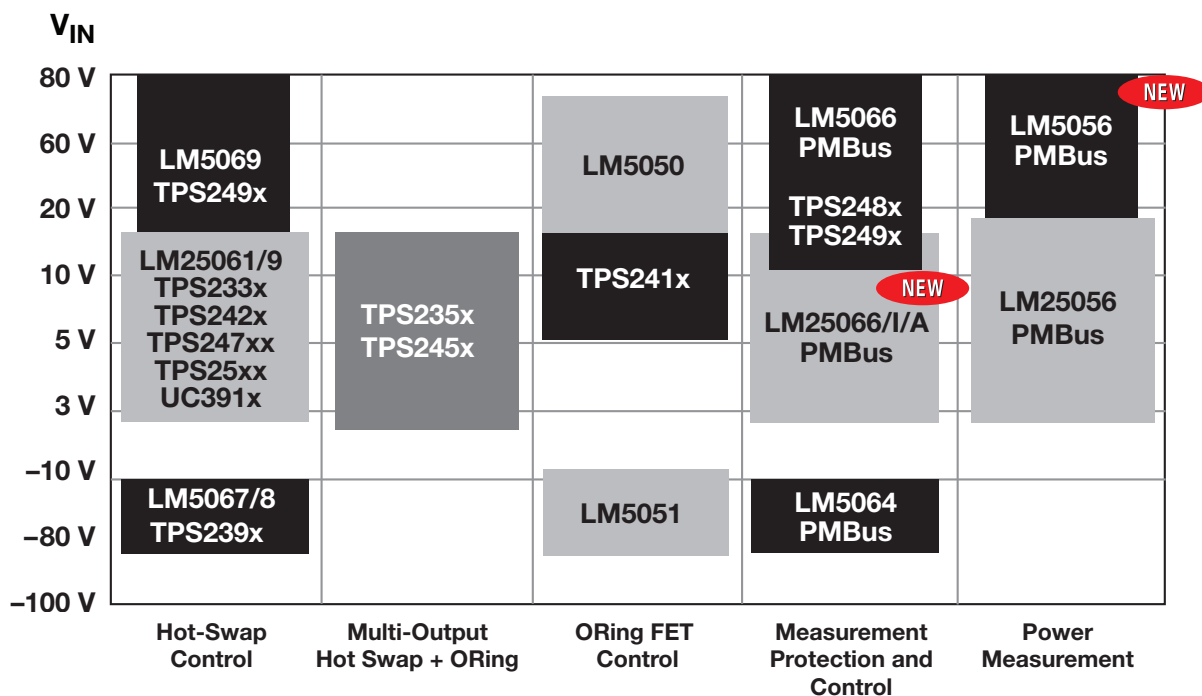 VIN
80 V
60 V
20 V
10 V
5 V
3 V
–10 V
–80 V
–100 V
LM5069
TPS249x
LM25061/9
TPS233x
TPS242x
TPS247xx
TPS25xx
UC391x
LM5067/8
TPS239x
TPS235x
TPS245x
LM5050
TPS241x
LM5051
LM5066
PMBus
TPS248x
TPS249x
NEW
LM25066/I/A
PMBus
LM5064
PMBus
NEW
LM5056
PMBus
LM25056
PMBus
Hot-Swap
Control
Multi-Output
Hot Swap + ORing
ORing FET
Control
Measurement
Protection and
Control
Power
Measurement